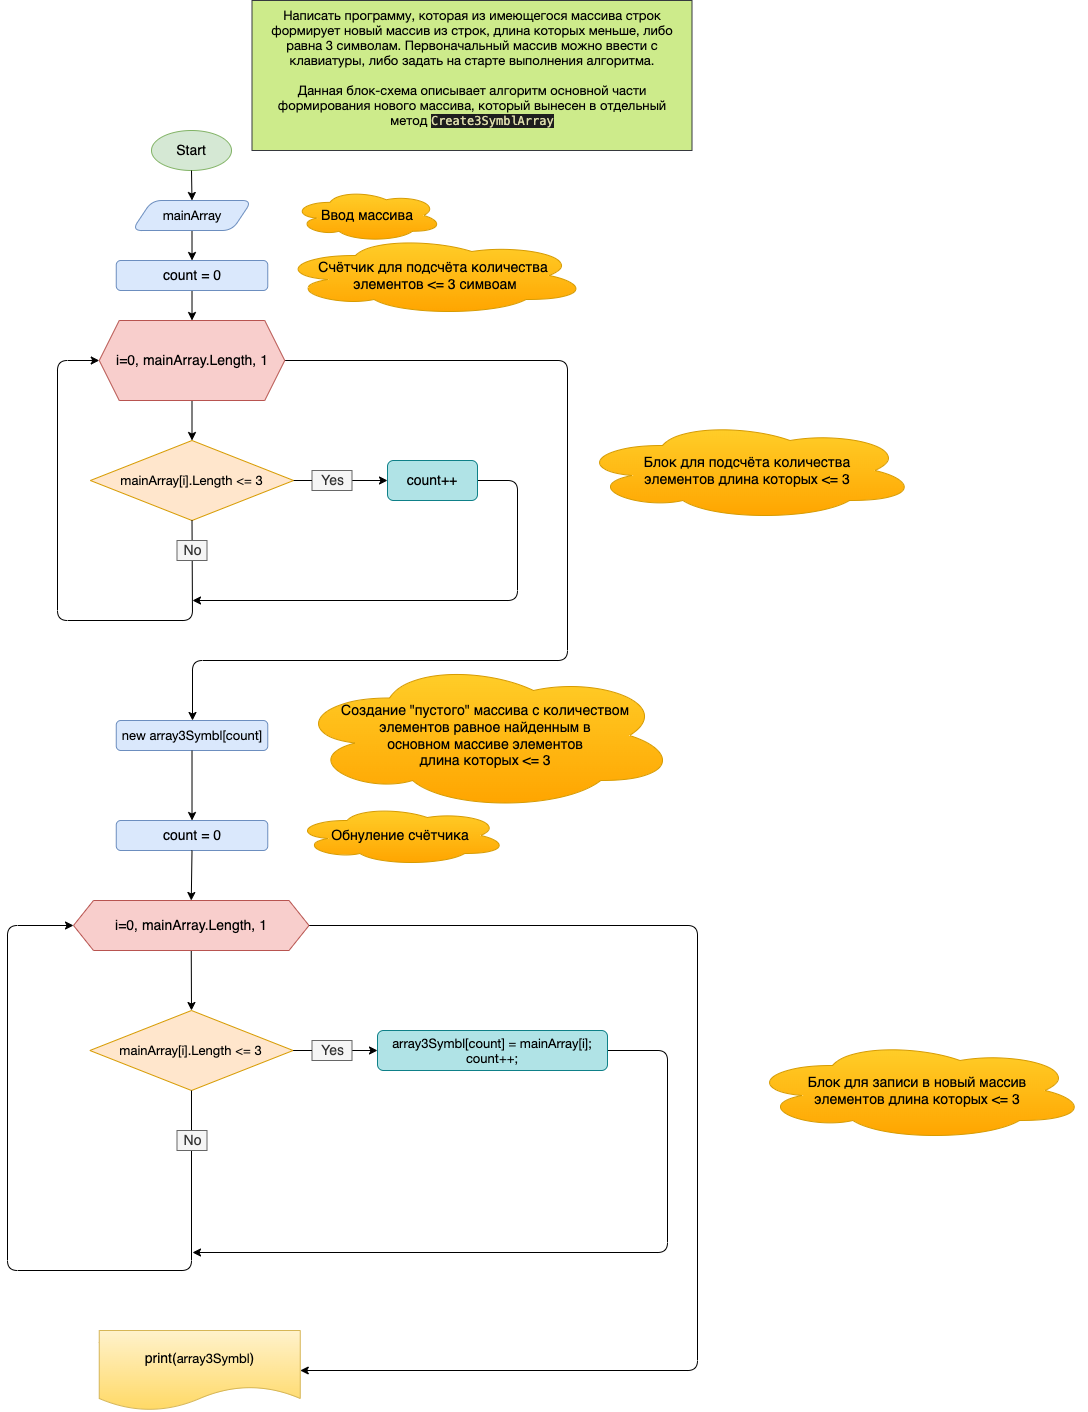 Написать программу, которая из имеющегося массива строк
формирует новый массив из строк, длина которых меньше, либо
равна 3 символам. Первоначальный массив можно ввести с
клавиатуры, либо задать на старте выполнения алгоритма.
Данная блок-схема описывает алгоритм основной части
формирования нового массива, который вынесен в отдельный
метод Create3SymblArray
Start
mainArray
Ввод массива
count = 0
Счётчик для подсчёта количества
элементов <= 3 симвоам
i=0, mainArray.Length, 1
mainArray[i].Length <= 3
Yes
count++
Блок для подсчёта количества
элементов длина которых <= 3
No
Создание "пустого" массива с количеством
элементов равное найденным в
основном массиве элементов
длина которых <= 3
new array3Symbl[count]
count = 0
Обнуление счётчика
i=0, mainArray.Length, 1
mainArray[i].Length <= 3
Yes
array3Symbl[count] = mainArray[i];
count++;
Блок для записи в новый массив
элементов длина которых <= 3
No
print(array3Symbl)